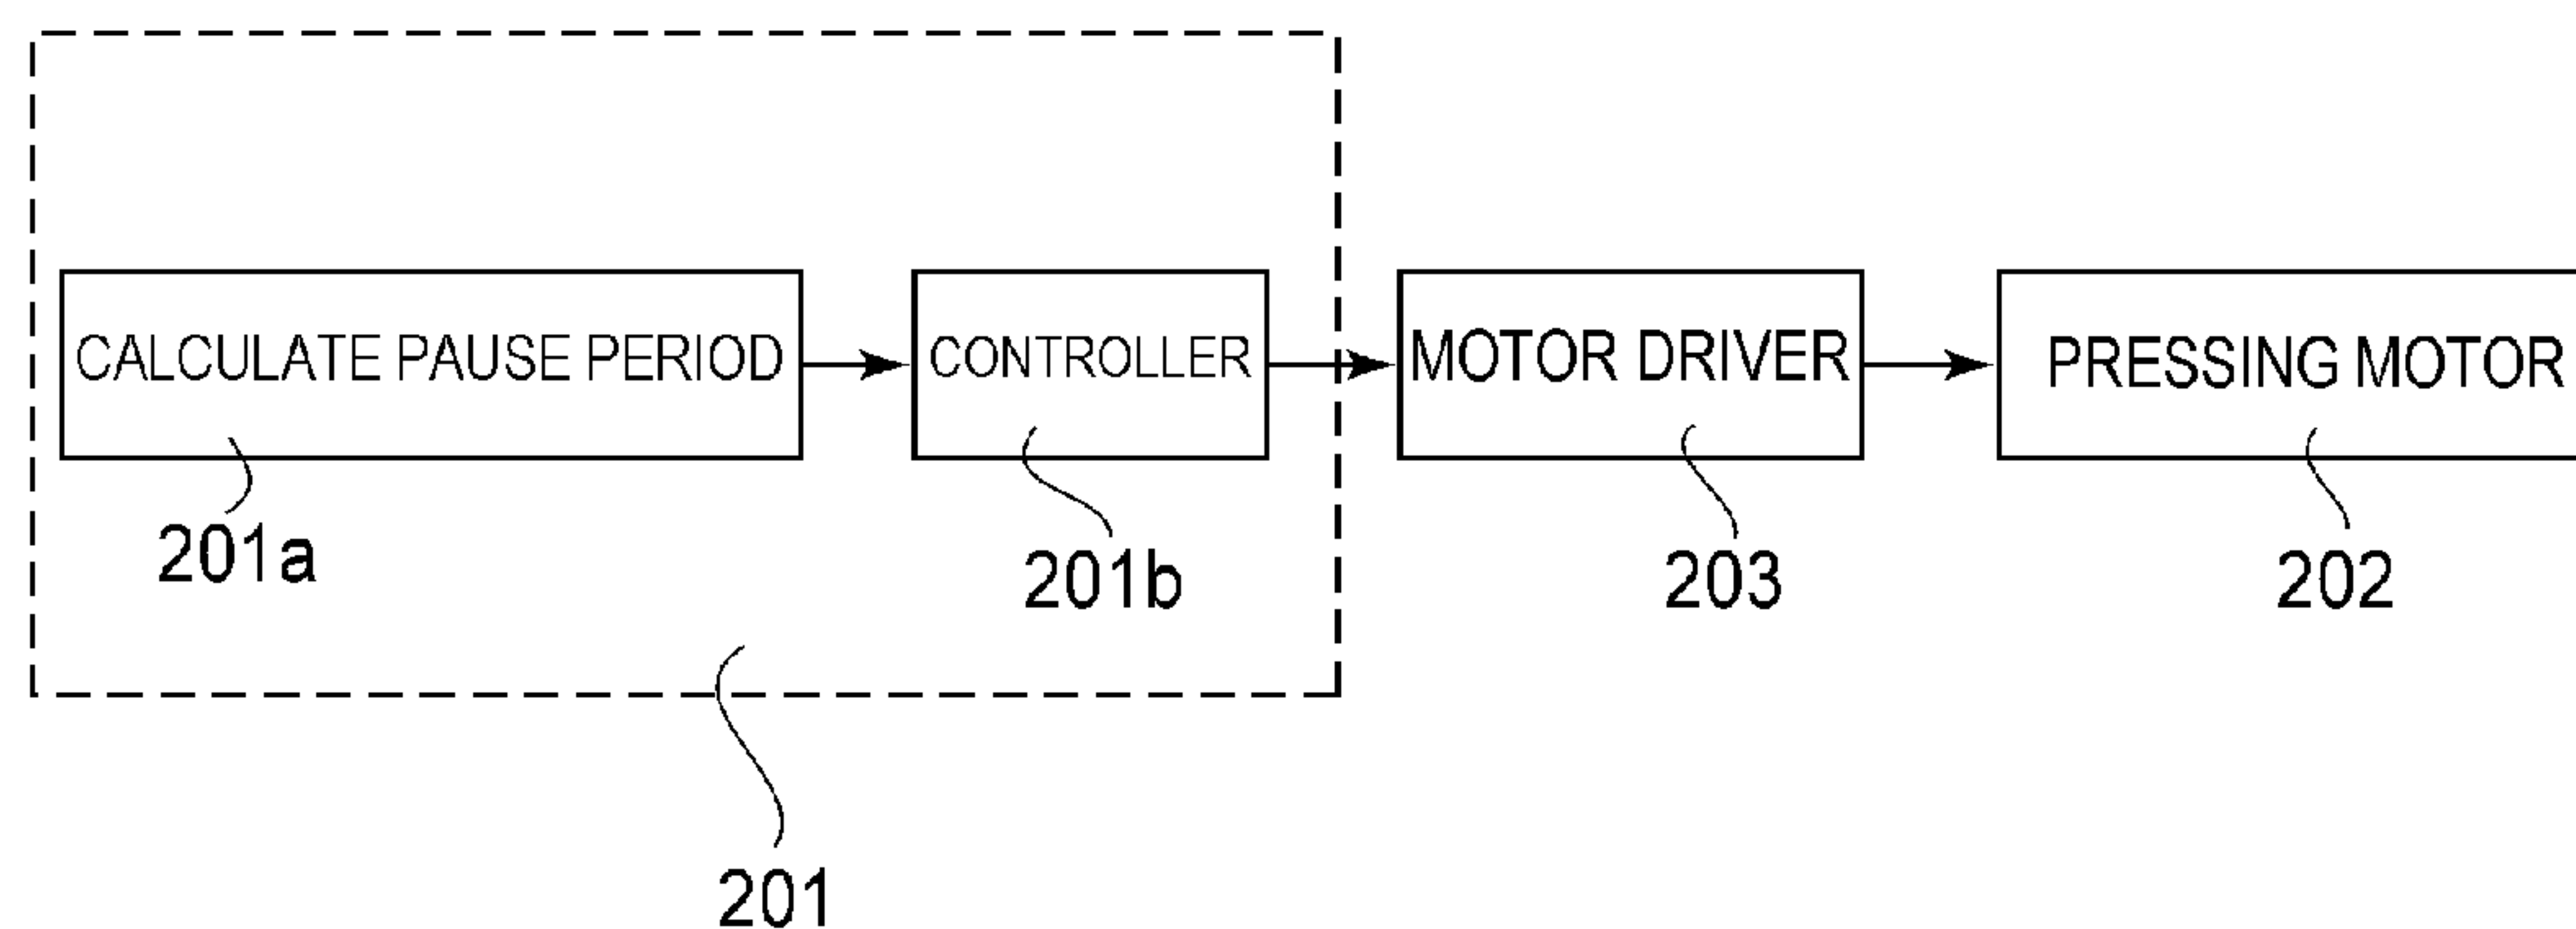 CALCULATE PAUSE PERIOD
CONTROLLER
MOTOR DRIVER
PRESSING MOTOR
201a
201b
203
202
201